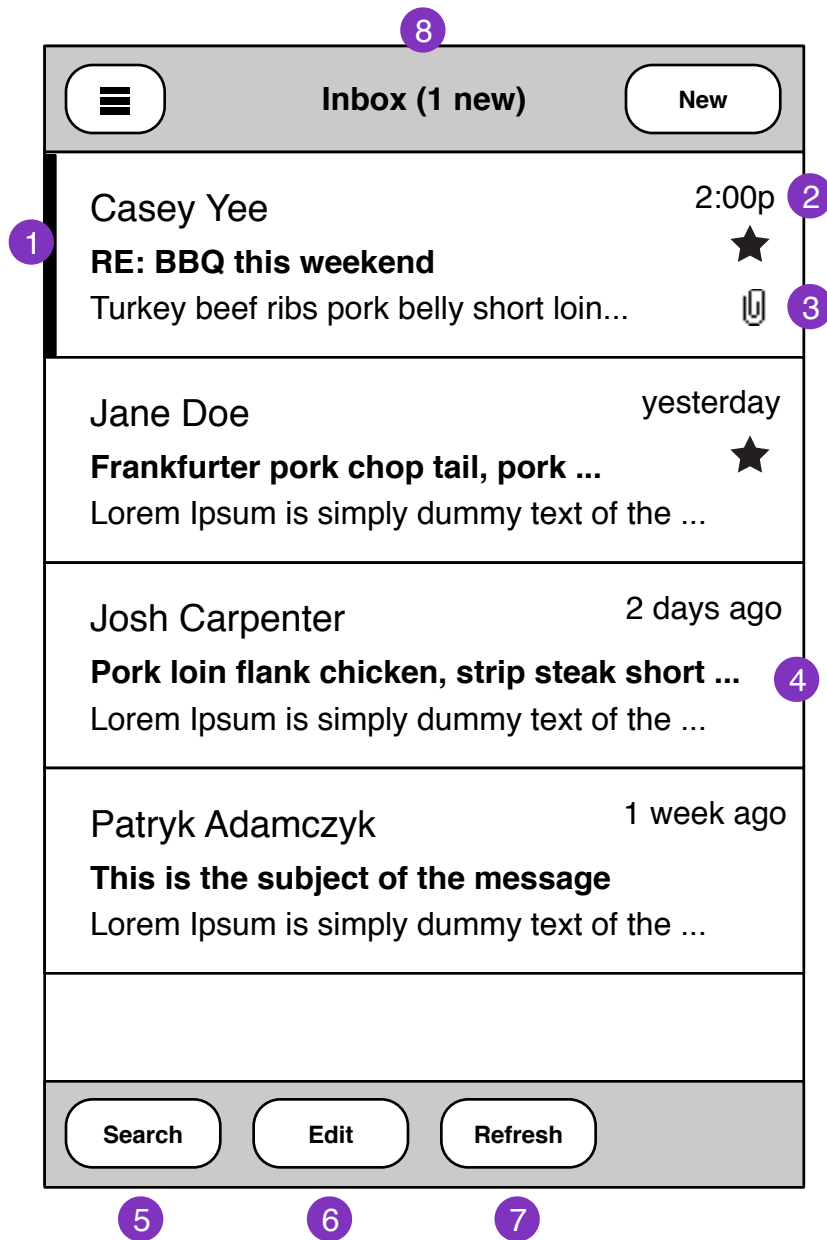 8
Inbox (1 new)
New
Casey Yee
2:00p
2
1
RE: BBQ this weekend
Turkey beef ribs pork belly short loin...
3
Jane Doe
yesterday
Frankfurter pork chop tail, pork ...
Lorem Ipsum is simply dummy text of the ...
Josh Carpenter
2 days ago
Pork loin flank chicken, strip steak short ...
4
Lorem Ipsum is simply dummy text of the ...
Patryk Adamczyk
1 week ago
This is the subject of the message
Lorem Ipsum is simply dummy text of the ...
Search
Edit
Refresh
5
6
7